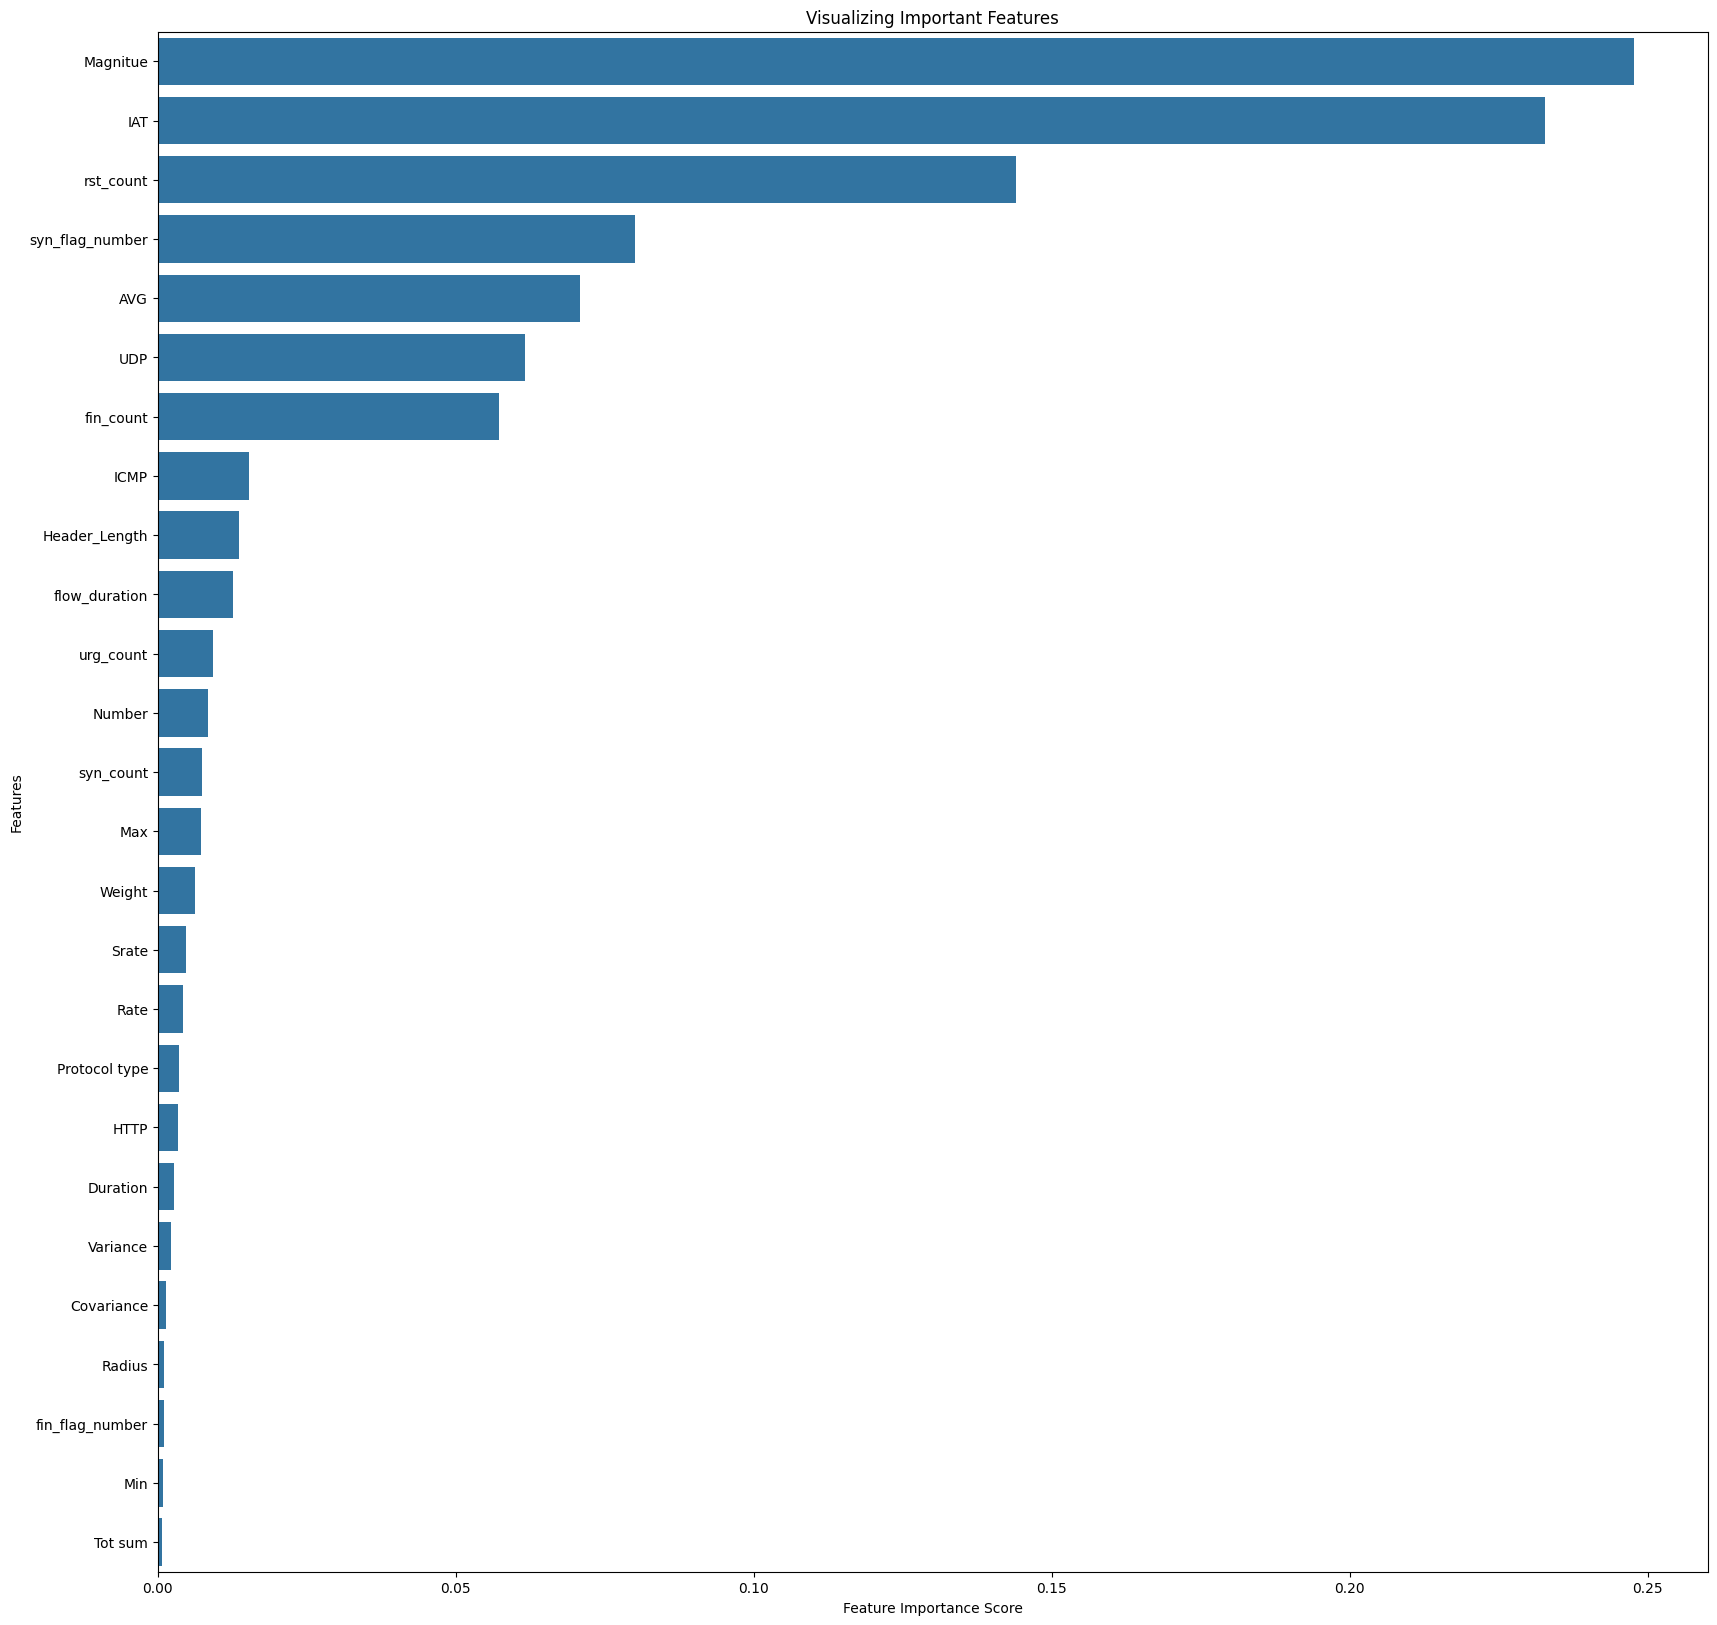 Visualizing Important Features
Magnitue
IAT
rst_count
syn_flag_number
AVG
UDP
fin_count
ICMP
Header_Length
flow_duration
urg_count
Number
syn_count
Max
Weight
Srate
Rate
Protocol type
HTTP
Duration
Variance
Covariance
Radius
fin_flag_number
Min
Tot sum
Features
0.00 0.05 0.10 0.15 0.20 0.25
Feature Importance Score